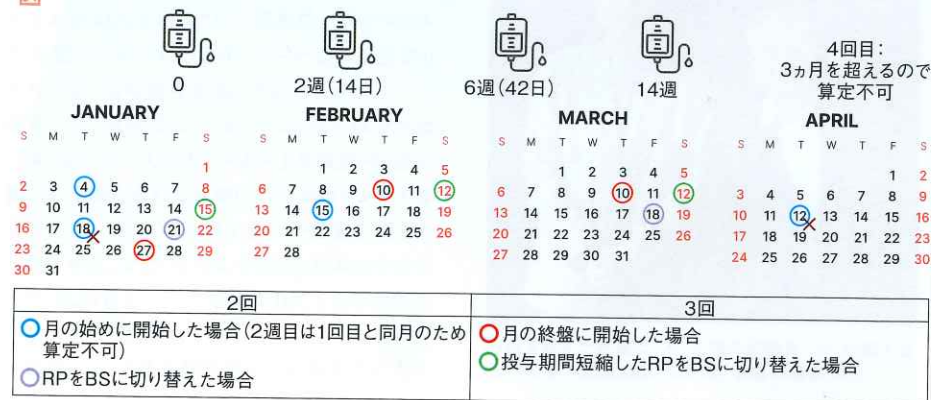 図
0
2週(14日)
6週(42日)
14週
4回目:
3ヵ月を超えるので
算定不可
JANUARY
S M T W T F S
1
2 3 4 5 6 7 8
9 10 11 12 13 14 15
16 17 18 19 20 21 22
23 24 25 26 27 28 29
30 31
FEBRUARY
S M T W T F S
1 2 3 4 5
6 7 8 9 10 11 12
13 14 15 16 17 18 19
20 21 22 23 24 25 26
27 28
MARCH
S M T W T F S
1 2 3 4 5
6 7 8 9 10 11 12
13 14 15 16 17 18 19
20 21 22 23 24 25 26
27 28 29 30 31
APRIL
S M T W T F S
1 2
3 4 5 6 7 8 9
10 11 12 13 14 15 16
17 18 19 20 21 22 23
24 25 26 27 28 29 30
2回
月の始めに開始した場合(2週目は1回目と同月のため
算定不可)
RPをBSに切り替えた場合
3回
月の終盤に開始した場合
投与期間短縮したRPをBSに切り替えた場合